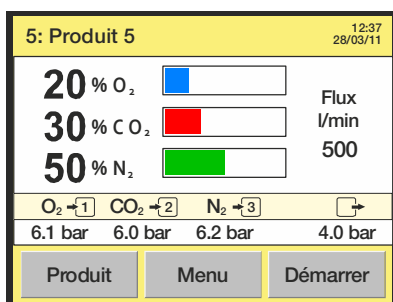 5: Produit 5
12:37
28/03/11
20 % O₂
30 % CO₂
50 % N₂
Flux
l/min
500
O₂ → 1 CO₂ → 2 N₂ → 3
6.1 bar 6.0 bar 6.2 bar 4.0 bar
Produit Menu Démarrer